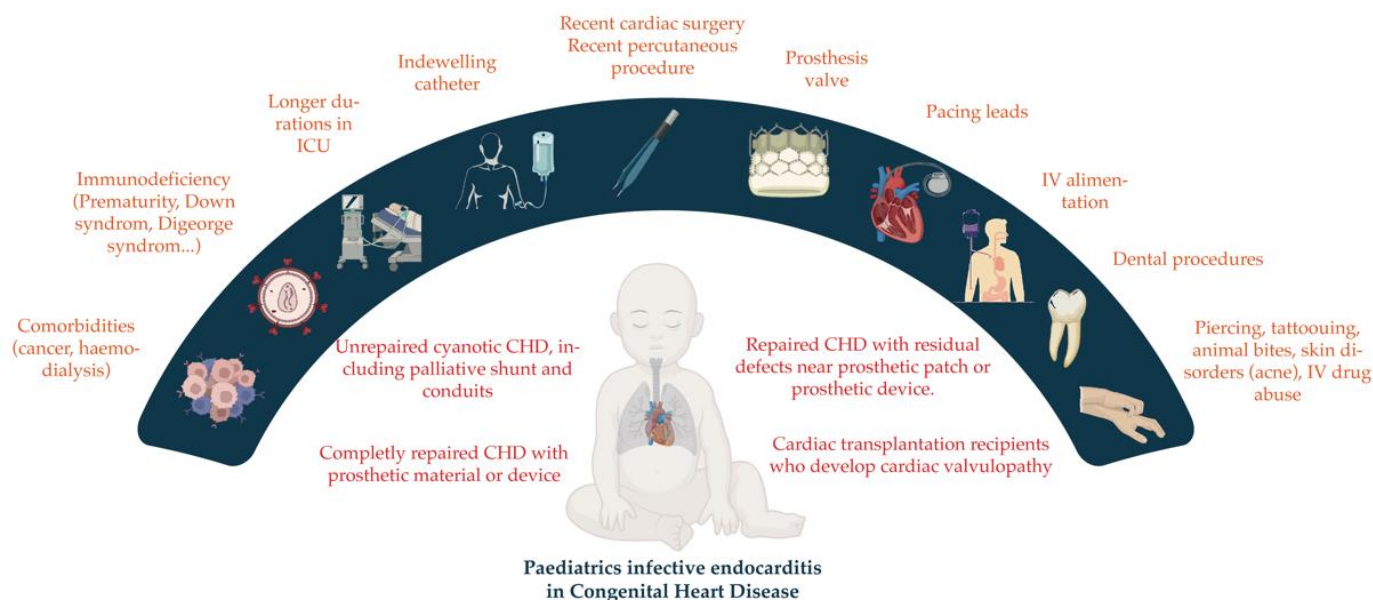 Recent cardiac surgery
Recent percutaneous
procedure
Indewelling
catheter
Prosthesis
valve
Longer du-
rations in
ICU
Pacing leads
Immunodeficiency
(Prematurity, Down
syndrom, Digeorge
syndrom...)
IV alimen-
tation
Dental procedures
Comorbidities
(cancer, haemo-
dialysis)
Piercing, tattoouing,
animal bites, skin di-
sorders (acne), IV drug
abuse
Unrepaired cyanotic CHD, in-
cluding palliative shunt and
conduits
Repaired CHD with residual
defects near prosthetic patch or
prosthetic device.
Completly repaired CHD with
prosthetic material or device
Cardiac transplantation recipients
who develop cardiac valvulopathy
Paediatrics infective endocarditis
in Congenital Heart Disease